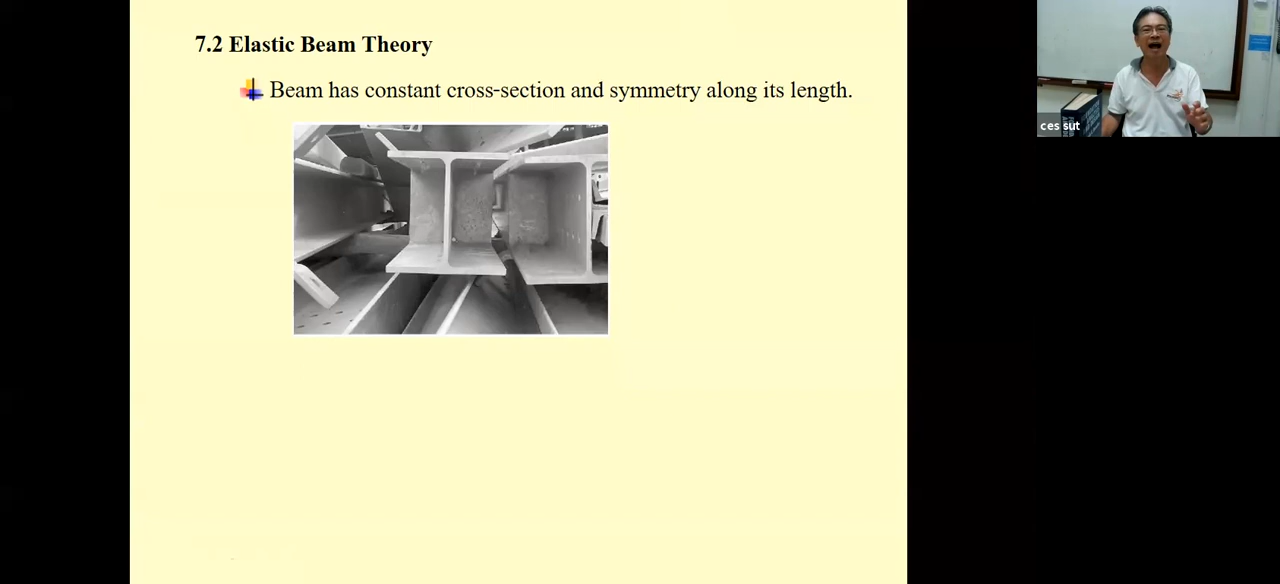 7.2 Elastic Beam Theory
Beam has constant cross-section and symmetry along its length.
ces sut